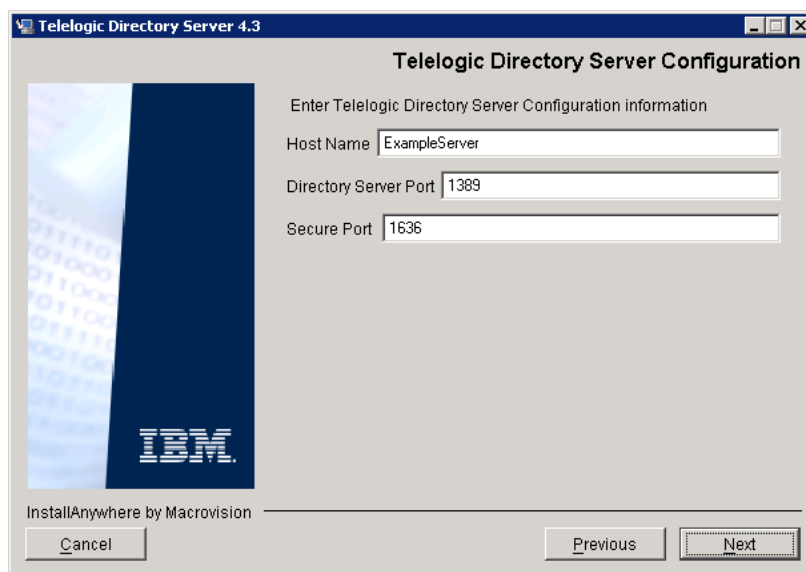 Telelogic Directory Server 4.3
Telelogic Directory Server Configuration
Enter Telelogic Directory Server Configuration information
Host Name ExampleServer
Directory Server Port 1389
Secure Port 1636
IBM.
InstallAnywhere by Macrovision
Cancel Previous Next